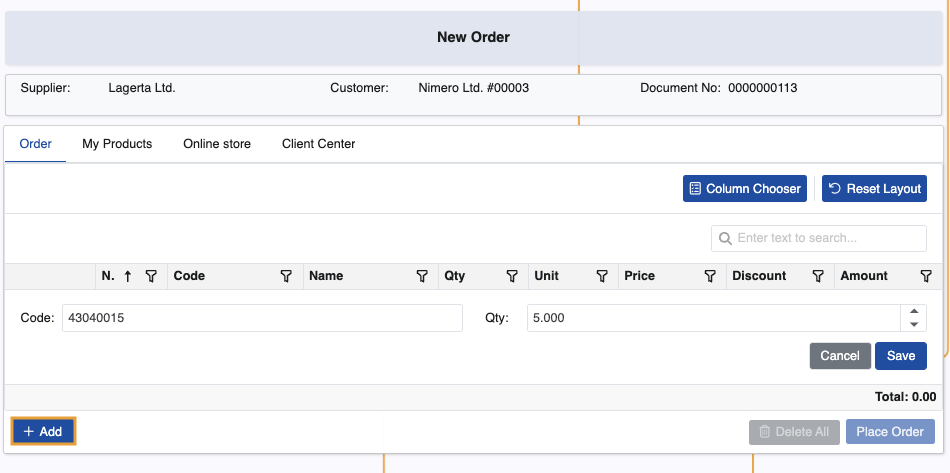 New Order
Supplier: Lagerta Ltd. Customer: Nimero Ltd. #00003 Document No: 0000000113
Order My Products Online store Client Center
Column Chooser Reset Layout
Enter text to search...
N. Code Name Qty Unit Price Discount Amount
Code: 43040015 Qty: 5.000
Cancel Save
Total: 0.00
+ Add Delete All Place Order